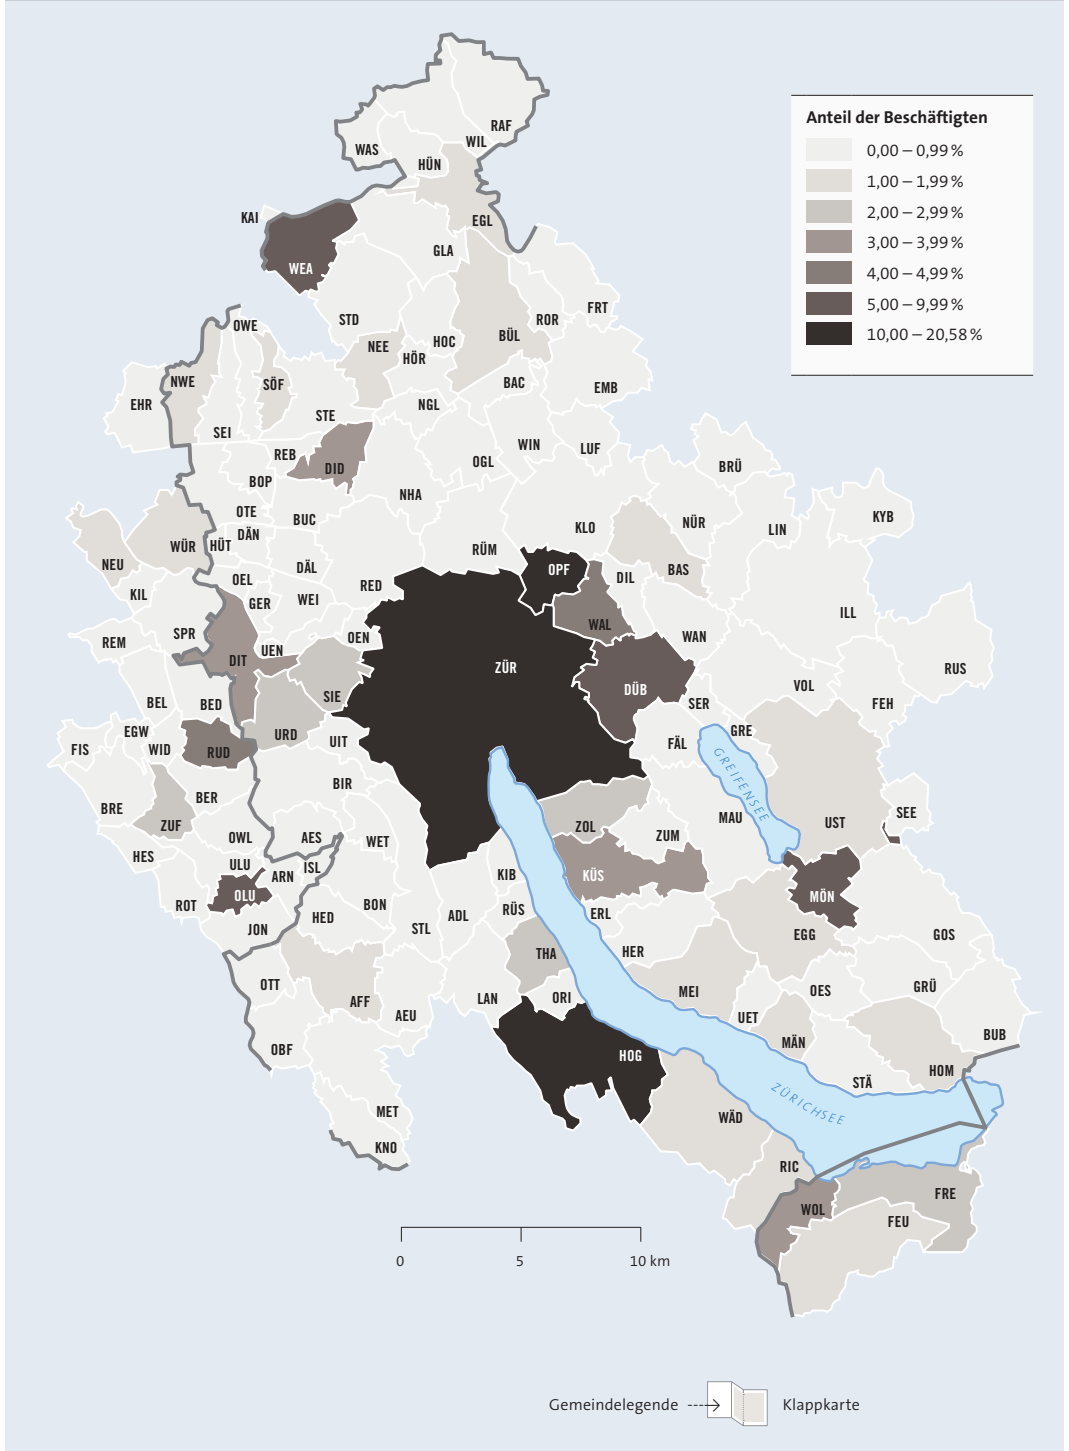 Anteil der Beschäftigten
0,00 – 0,99 %
1,00 – 1,99 %
2,00 – 2,99 %
3,00 – 3,99 %
4,00 – 4,99 %
5,00 – 9,99 %
10,00 – 20,58 %
RAF
WIL
WAS
HÜN
KAI
EGL
GLA
WEA
FRT
STD
ROR
OWE
BÜL
HOC
NEE
HÖR
NWE
SÖF
BAC
EMB
EHR
NGL
STE
SEI
WIN
LUF
REB
OGL
DID
BRÜ
BOP
NHA
OTE
BUC
KLO
NÜR
LIN
KYB
DÄN
HÜT
WÜR
RÜM
NEU
DÄL
OPF
DIL
BAS
OEL
RED
KIL
GER
WEI
ILL
SPR
OEN
WAL
WAN
REM
UEN
DIT
ZÜR
RUS
DÜB
VOL
SIE
BEL
BED
SER
FEH
EGW
URD
GRE
FIS
WID
RUD
UIT
FÄL
GREIFENSEE
BIR
BER
BRE
ZUF
ZOL
MAU
UST
SEE
OWL
AES
WET
ZUM
HES
ULU
ISL
ARN
KIB
KÜS
OLU
MÖN
ROT
BON
RÜS
ERL
HED
ADL
JON
STL
EGG
GOS
THA
HER
OTT
GRÜ
OES
MEI
AFF
LAN
ORI
AEU
UET
BUB
MÄN
OBF
HOG
HOM
STÄ
ZÜRICHSEE
MET
WÄD
KNO
RIC
FRE
WOL
FEU
0 5 10 km
Gemeindelegende Klappkarte